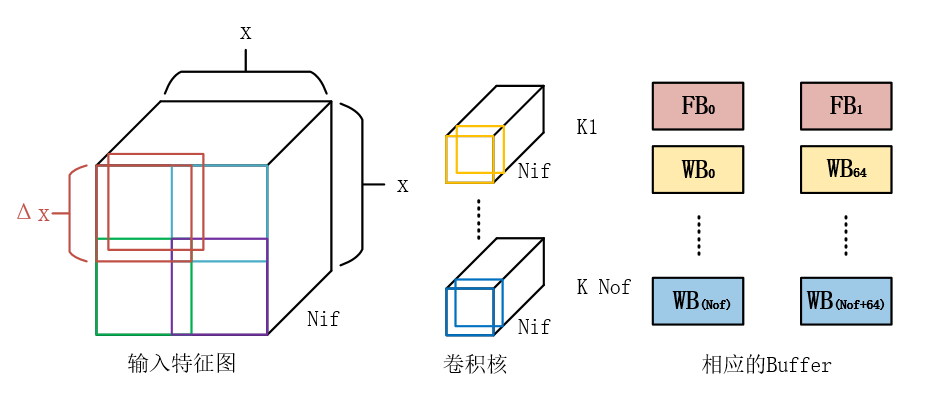 x
x
Δ x
Nif
输入特征图
K1
Nif
K Nof
Nif
卷积核
FB0
FB1
WB0
WB64
WB(Nof)
WB(Nof+64)
相应的Buffer